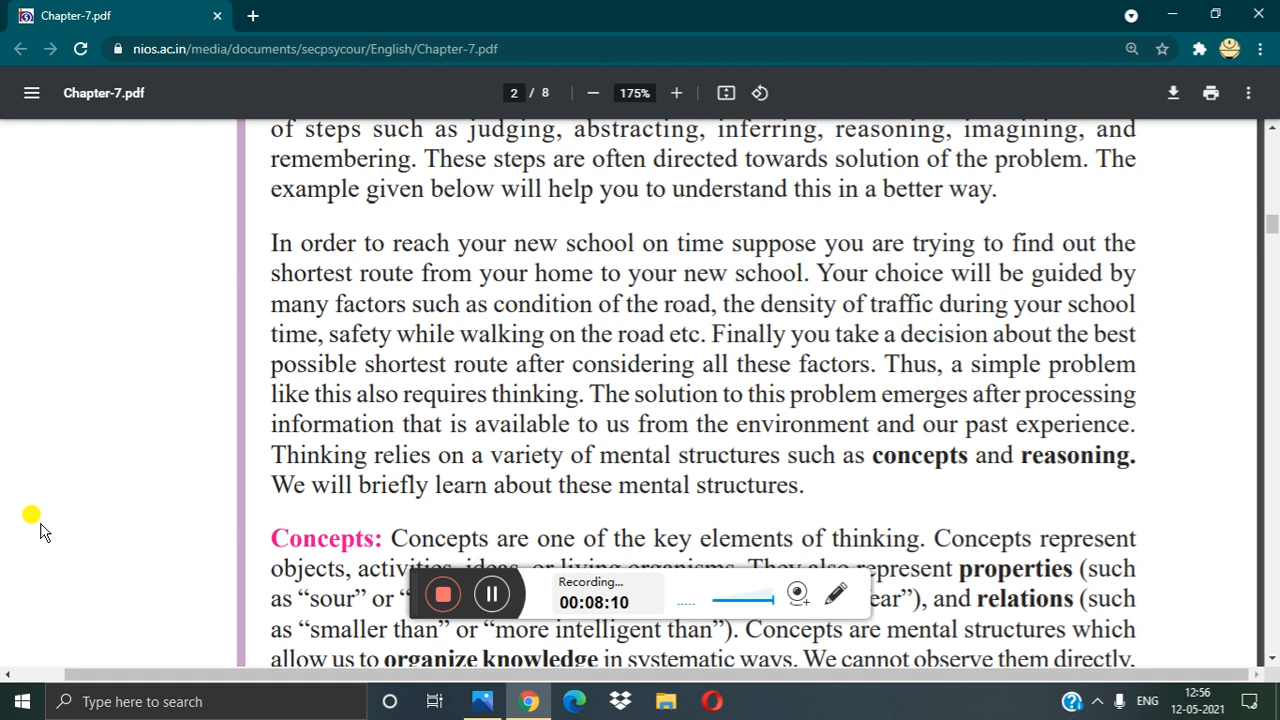 Chapter-7.pdf
nios.ac.in/media/documents/secpsycour/English/Chapter-7.pdf
Chapter-7.pdf
2 / 8
175%
of steps such as judging, abstracting, inferring, reasoning, imagining, and
remembering. These steps are often directed towards solution of the problem. The
example given below will help you to understand this in a better way.
In order to reach your new school on time suppose you are trying to find out the
shortest route from your home to your new school. Your choice will be guided by
many factors such as condition of the road, the density of traffic during your school
time, safety while walking on the road etc. Finally you take a decision about the best
possible shortest route after considering all these factors. Thus, a simple problem
like this also requires thinking. The solution to this problem emerges after processing
information that is available to us from the environment and our past experience.
Thinking relies on a variety of mental structures such as concepts and reasoning.
We will briefly learn about these mental structures.
Concepts: Concepts are one of the key elements of thinking. Concepts represent
objects, activities, ideas, or living organisms. They also represent properties (such
as “sour” or “ ear”), and relations (such
as “smaller than” or “more intelligent than”). Concepts are mental structures which
allow us to organize knowledge in systematic ways. We cannot observe them directly,
Recording...
00:08:10
Type here to search
ENG
12:56
12-05-2021